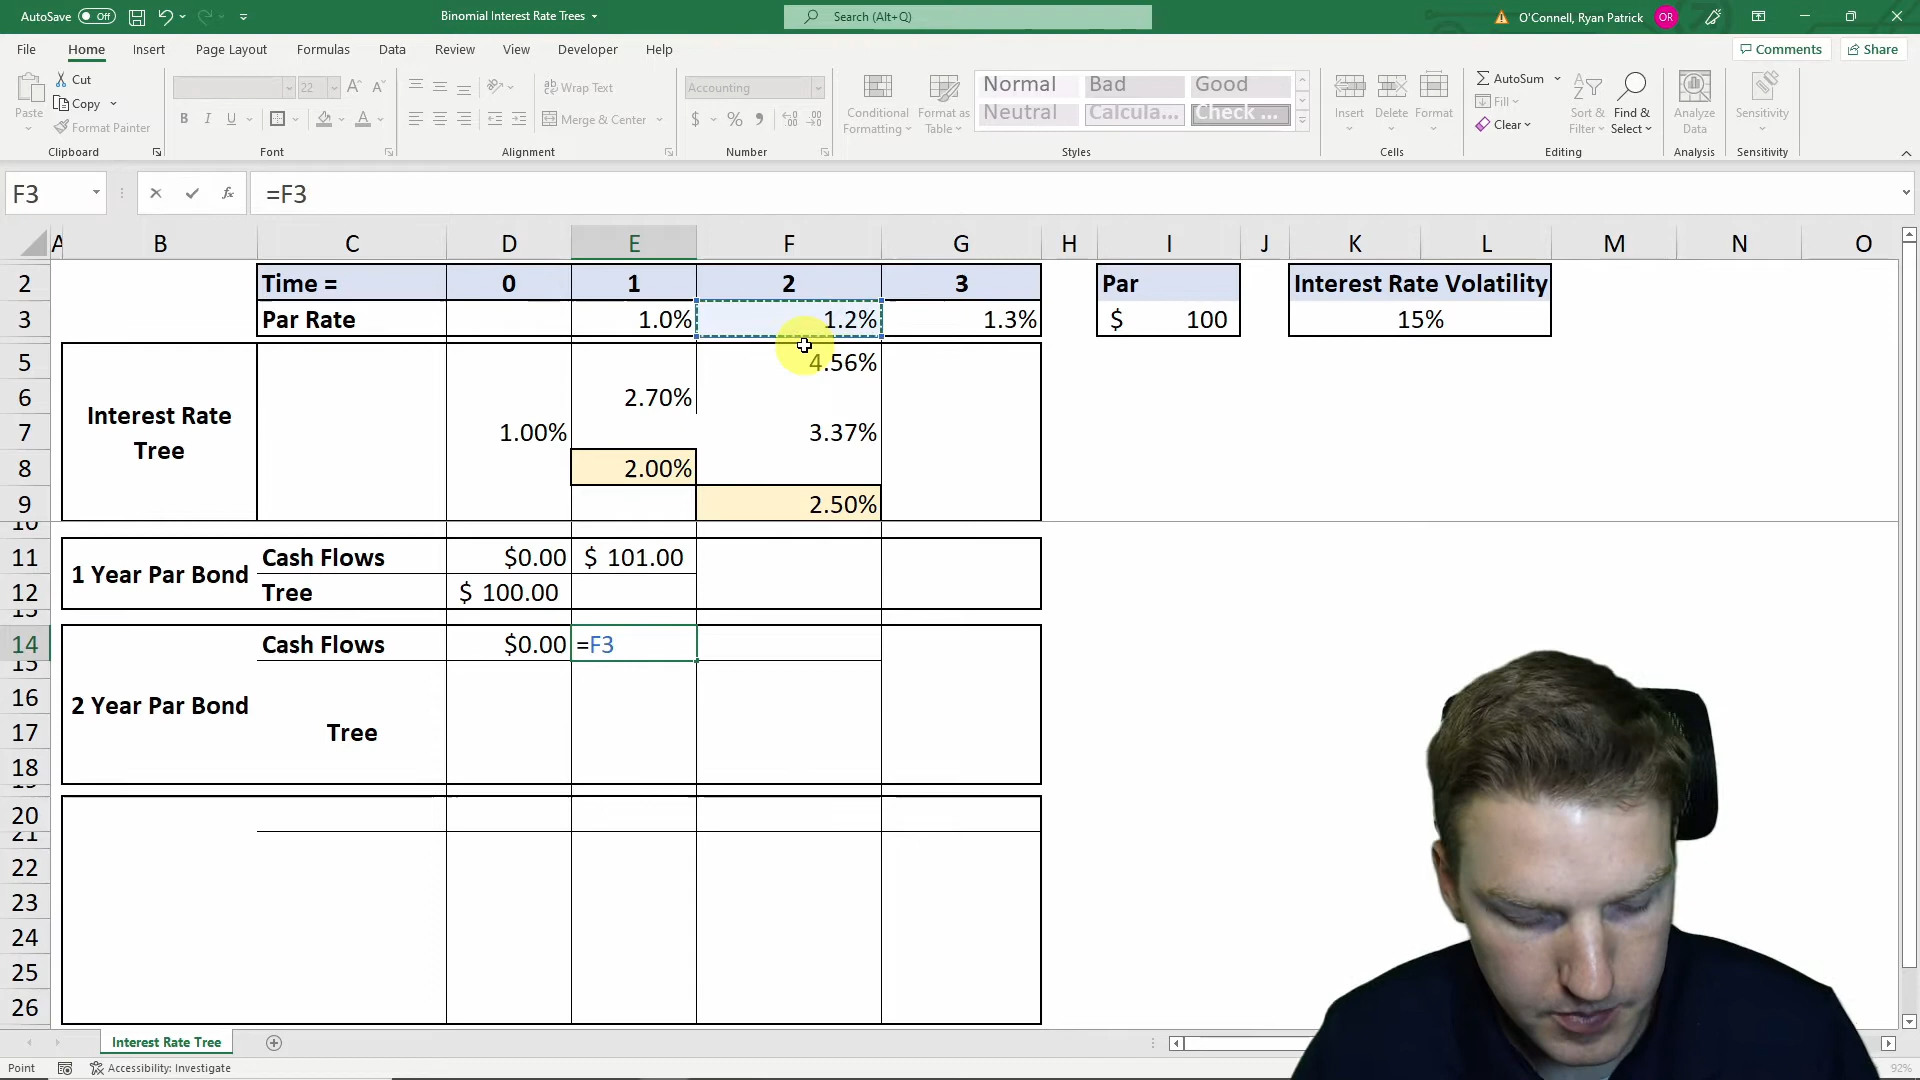 AutoSave Off Binomial Interest Rate Trees Search (Alt+Q) O'Connell, Ryan Patrick OR
File Home Insert Page Layout Formulas Data Review View Developer Help Comments Share
Paste Cut Copy Format Painter
22 Wrap Text Merge & Center
Accounting
Conditional Formatting Format as Table
Normal Bad Good
Neutral Calcula... Check ...
Insert Delete Format
AutoSum Fill Clear Sort & Filter Find & Select Analyze Data Sensitivity
Clipboard Font Alignment Number Styles Cells Editing Analysis Sensitivity
F3 fx =F3
A B C D E F G H I J K L M N O
2 Time = 0 1 2 3 Par Interest Rate Volatility
3 Par Rate 1.0% 1.2% 1.3% $ 100 15%
5 4.56%
6 2.70%
Interest Rate Tree
7 1.00% 3.37%
8 2.00%
9 2.50%
10
11 Cash Flows $0.00 $ 101.00
1 Year Par Bond
12 Tree $ 100.00
13
14 Cash Flows $0.00 =F3
15
16
2 Year Par Bond
17 Tree
18
19
20
21
22
23
24
25
26
Interest Rate Tree
Point Accessibility: Investigate 92%